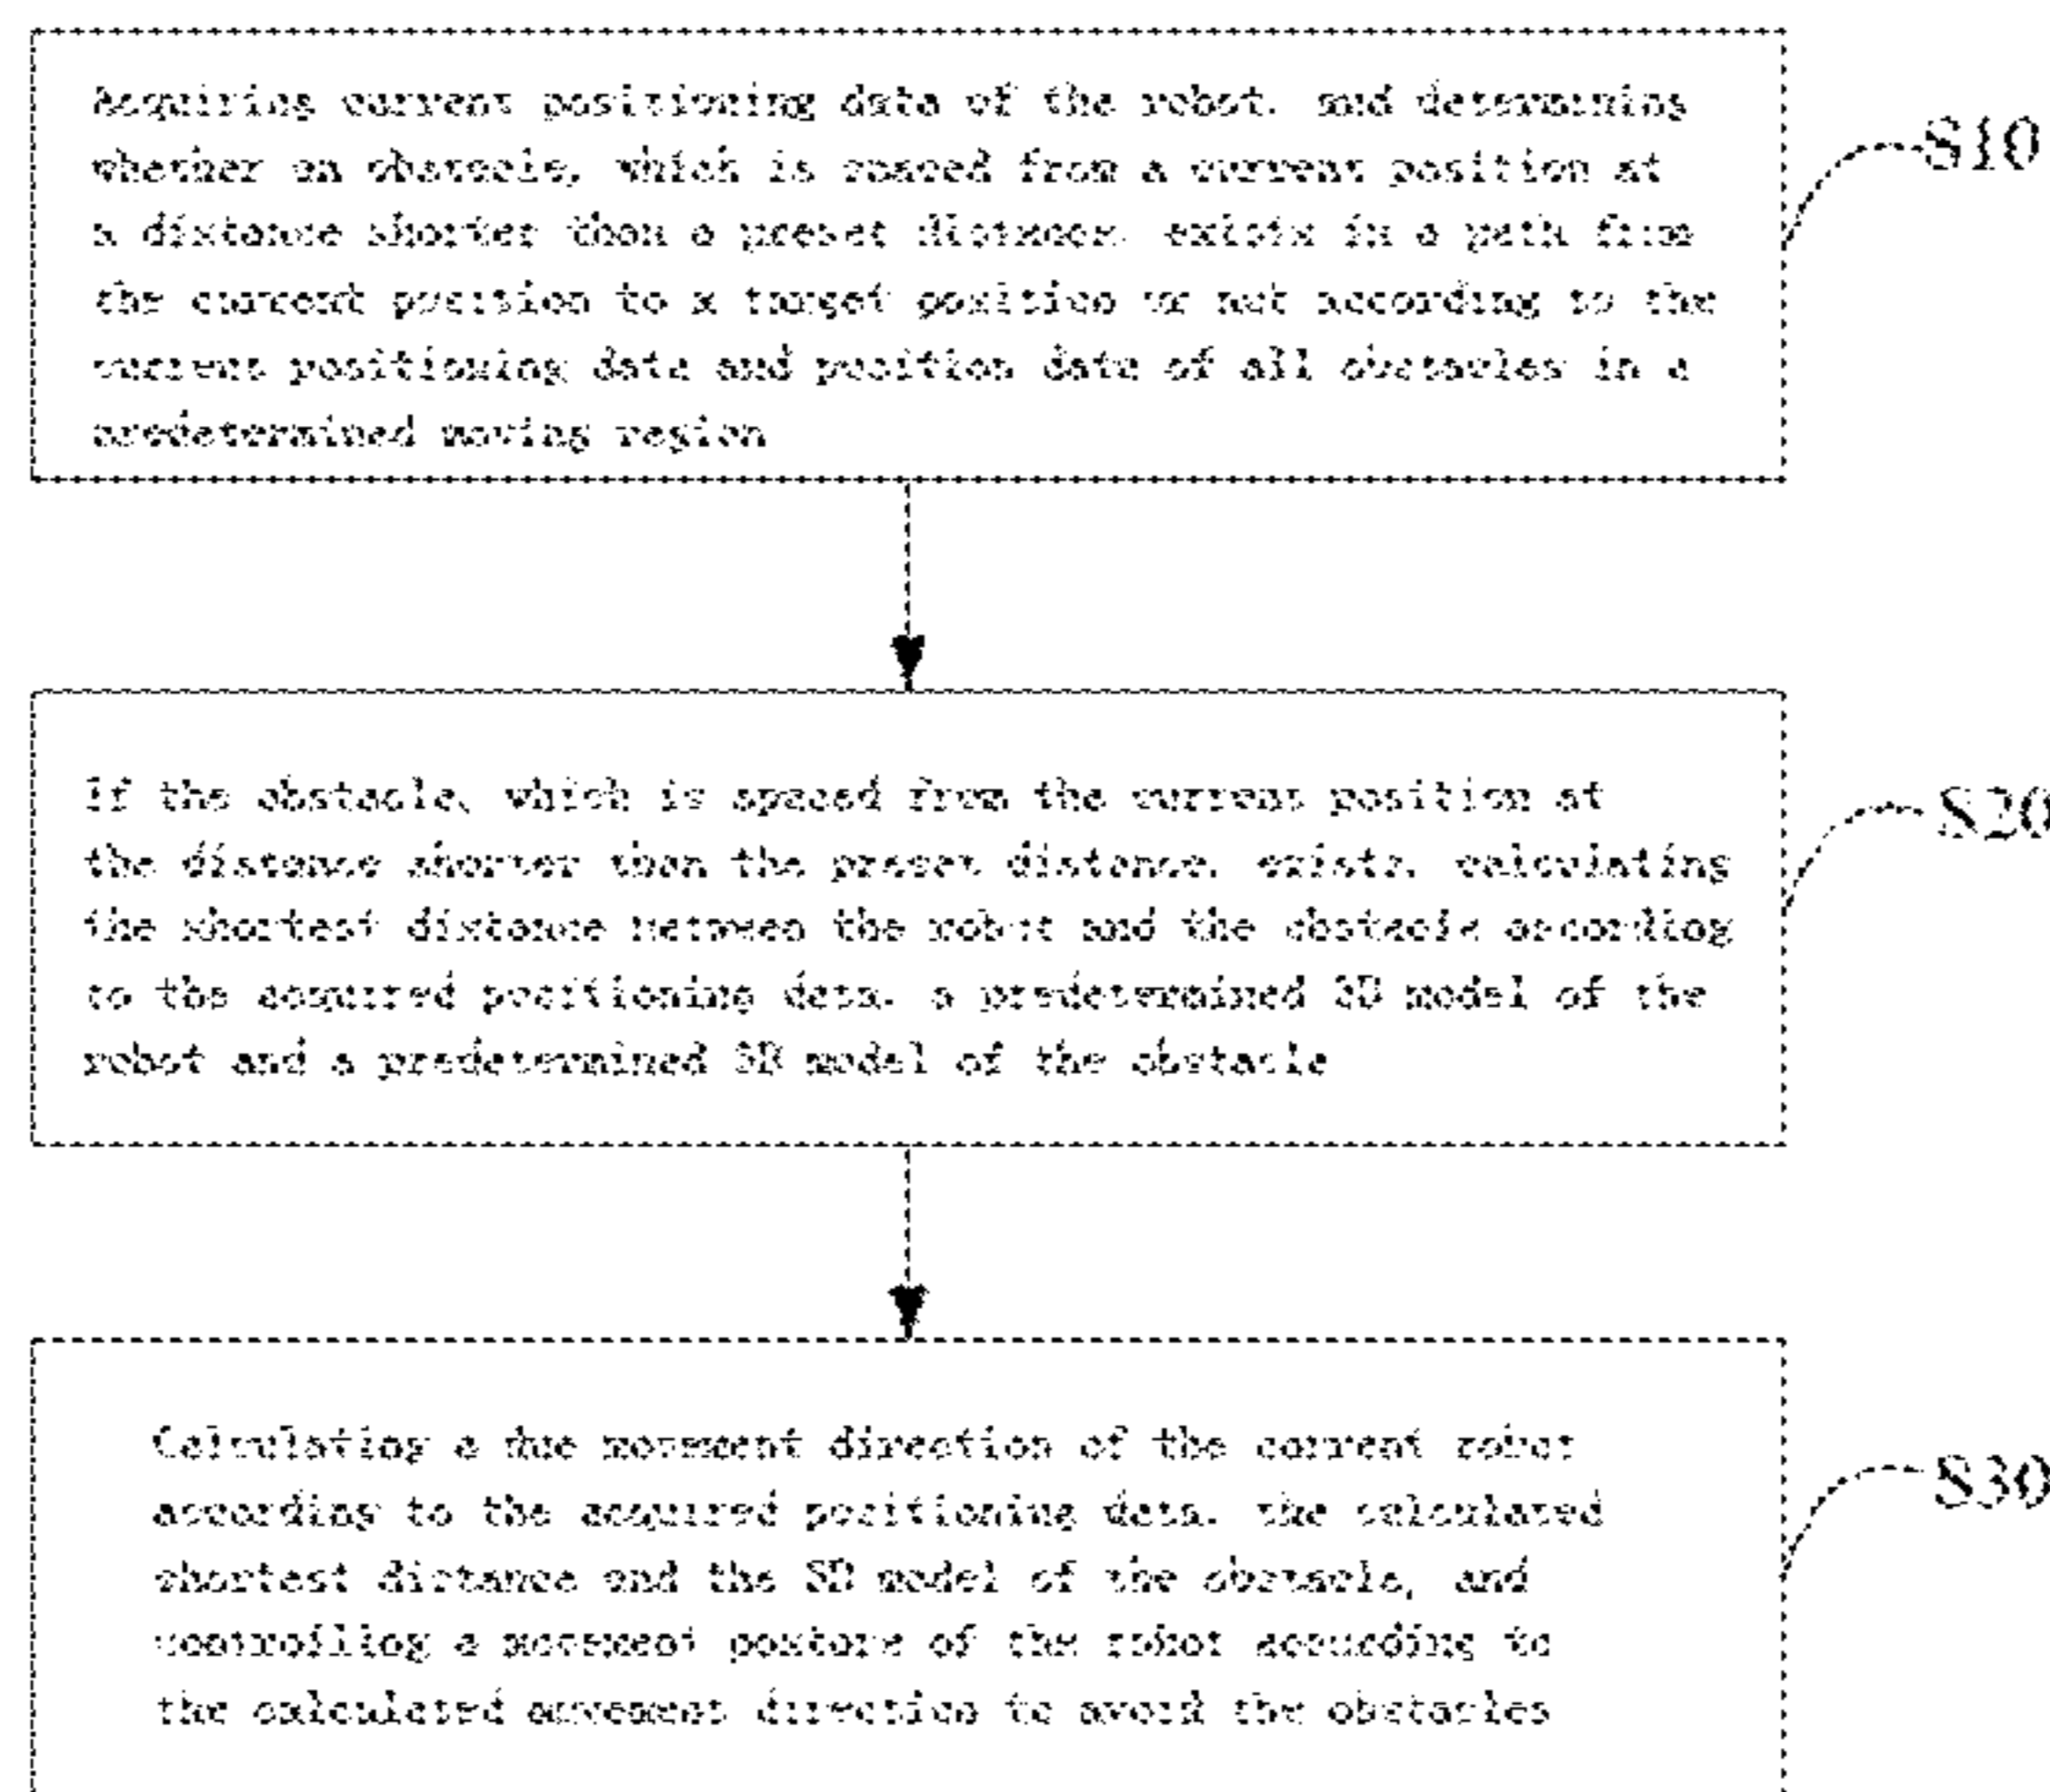 Acquiring current positioning data of the robot, and determining
whether an obstacle, which is spaced from a current position at
a distance shorter than a preset distance, exists in a path from
the current position to a target position or not according to the
current positioning data and position data of all obstacles in a
predetermined moving region
S10
If the obstacle, which is spaced from the current position at
the distance shorter than the preset distance, exists, calculating
the shortest distance between the robot and the obstacle according
to the acquired positioning data, a predetermined 3D model of the
robot and a predetermined 3D model of the obstacle
S20
Calculating a due movement direction of the current robot
according to the acquired positioning data, the calculated
shortest distance and the 3D model of the obstacle, and
controlling a movement posture of the robot according to
the calculated movement direction to avoid the obstacles
S30